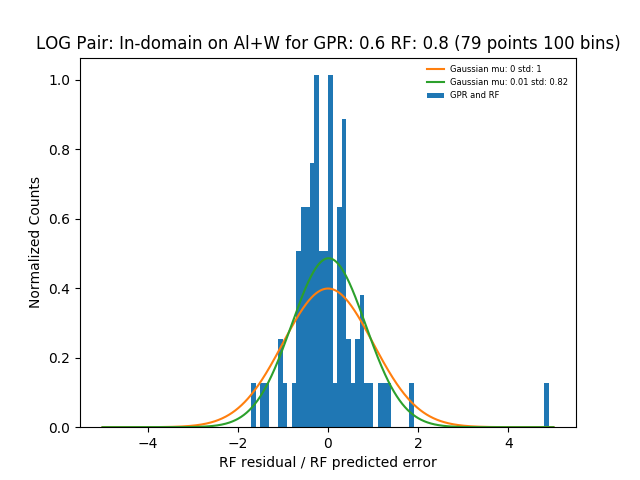 LOG Pair: In-domain on Al+W for GPR: 0.6 RF: 0.8 (79 points 100 bins)
Gaussian mu: 0 std: 1
Gaussian mu: 0.01 std: 0.82
GPR and RF
Normalized Counts
1.0
0.8
0.6
0.4
0.2
0.0
−4
−2
0
2
4
RF residual / RF predicted error